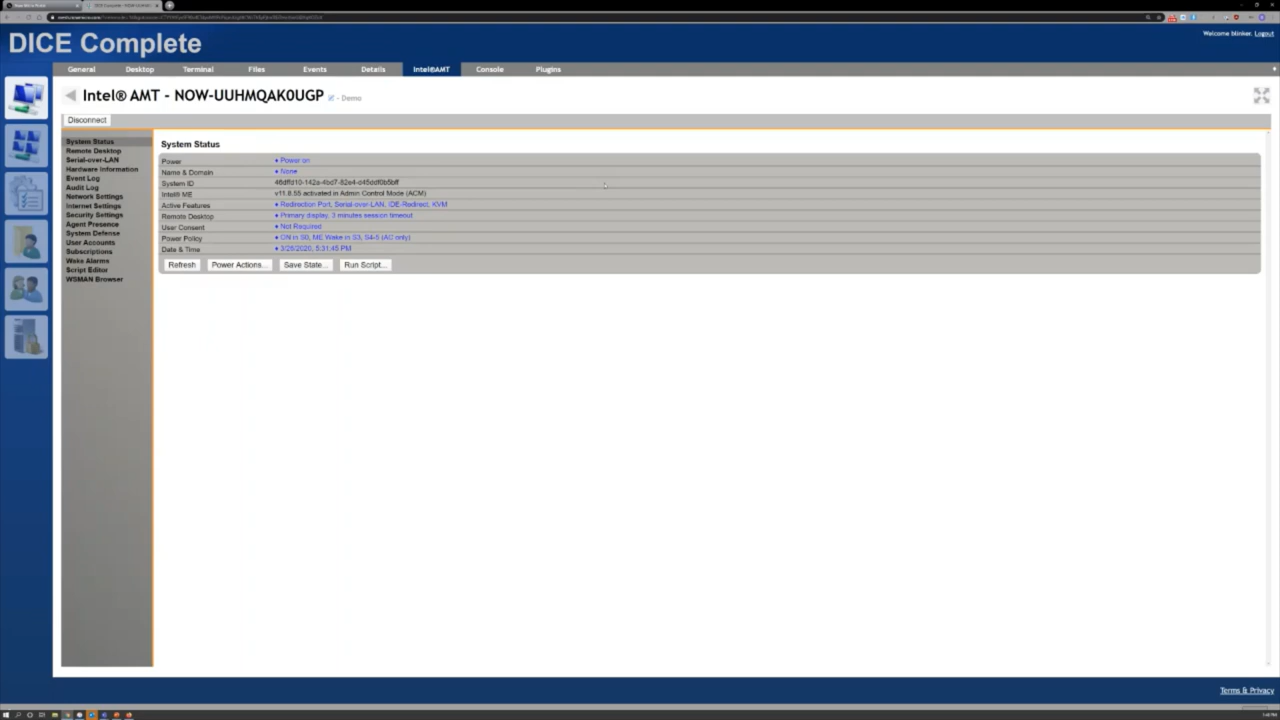 DICE Complete
Welcome blinker. Logout
General Desktop Terminal Files Events Details Intel®AMT Console Plugins
Intel® AMT - NOW-UUHMQAK0UGP - Demo
Disconnect
System Status
Remote Desktop
Serial-over-LAN
Hardware Information
Event Log
Audit Log
Network Settings
Internet Settings
Security Settings
Agent Presence
System Defense
User Accounts
Subscriptions
Wake Alarms
Script Editor
WSMAN Browser
System Status
Power ♦ Power on
Name & Domain ♦ None
System ID
Intel® ME v11.8.55 activated in Admin Control Mode (ACM)
Active Features ♦ Redirection Port, Serial-over-LAN, IDE-Redirect, KVM
Remote Desktop ♦ Primary display, 3 minutes session timeout
User Consent ♦ Not Required
Power Policy ♦ ON in S0, ME Wake in S3, S4-5 (AC only)
Date & Time ♦ 3/26/2020, 5:31:45 PM
Refresh Power Actions... Save State... Run Script...
Terms & Privacy